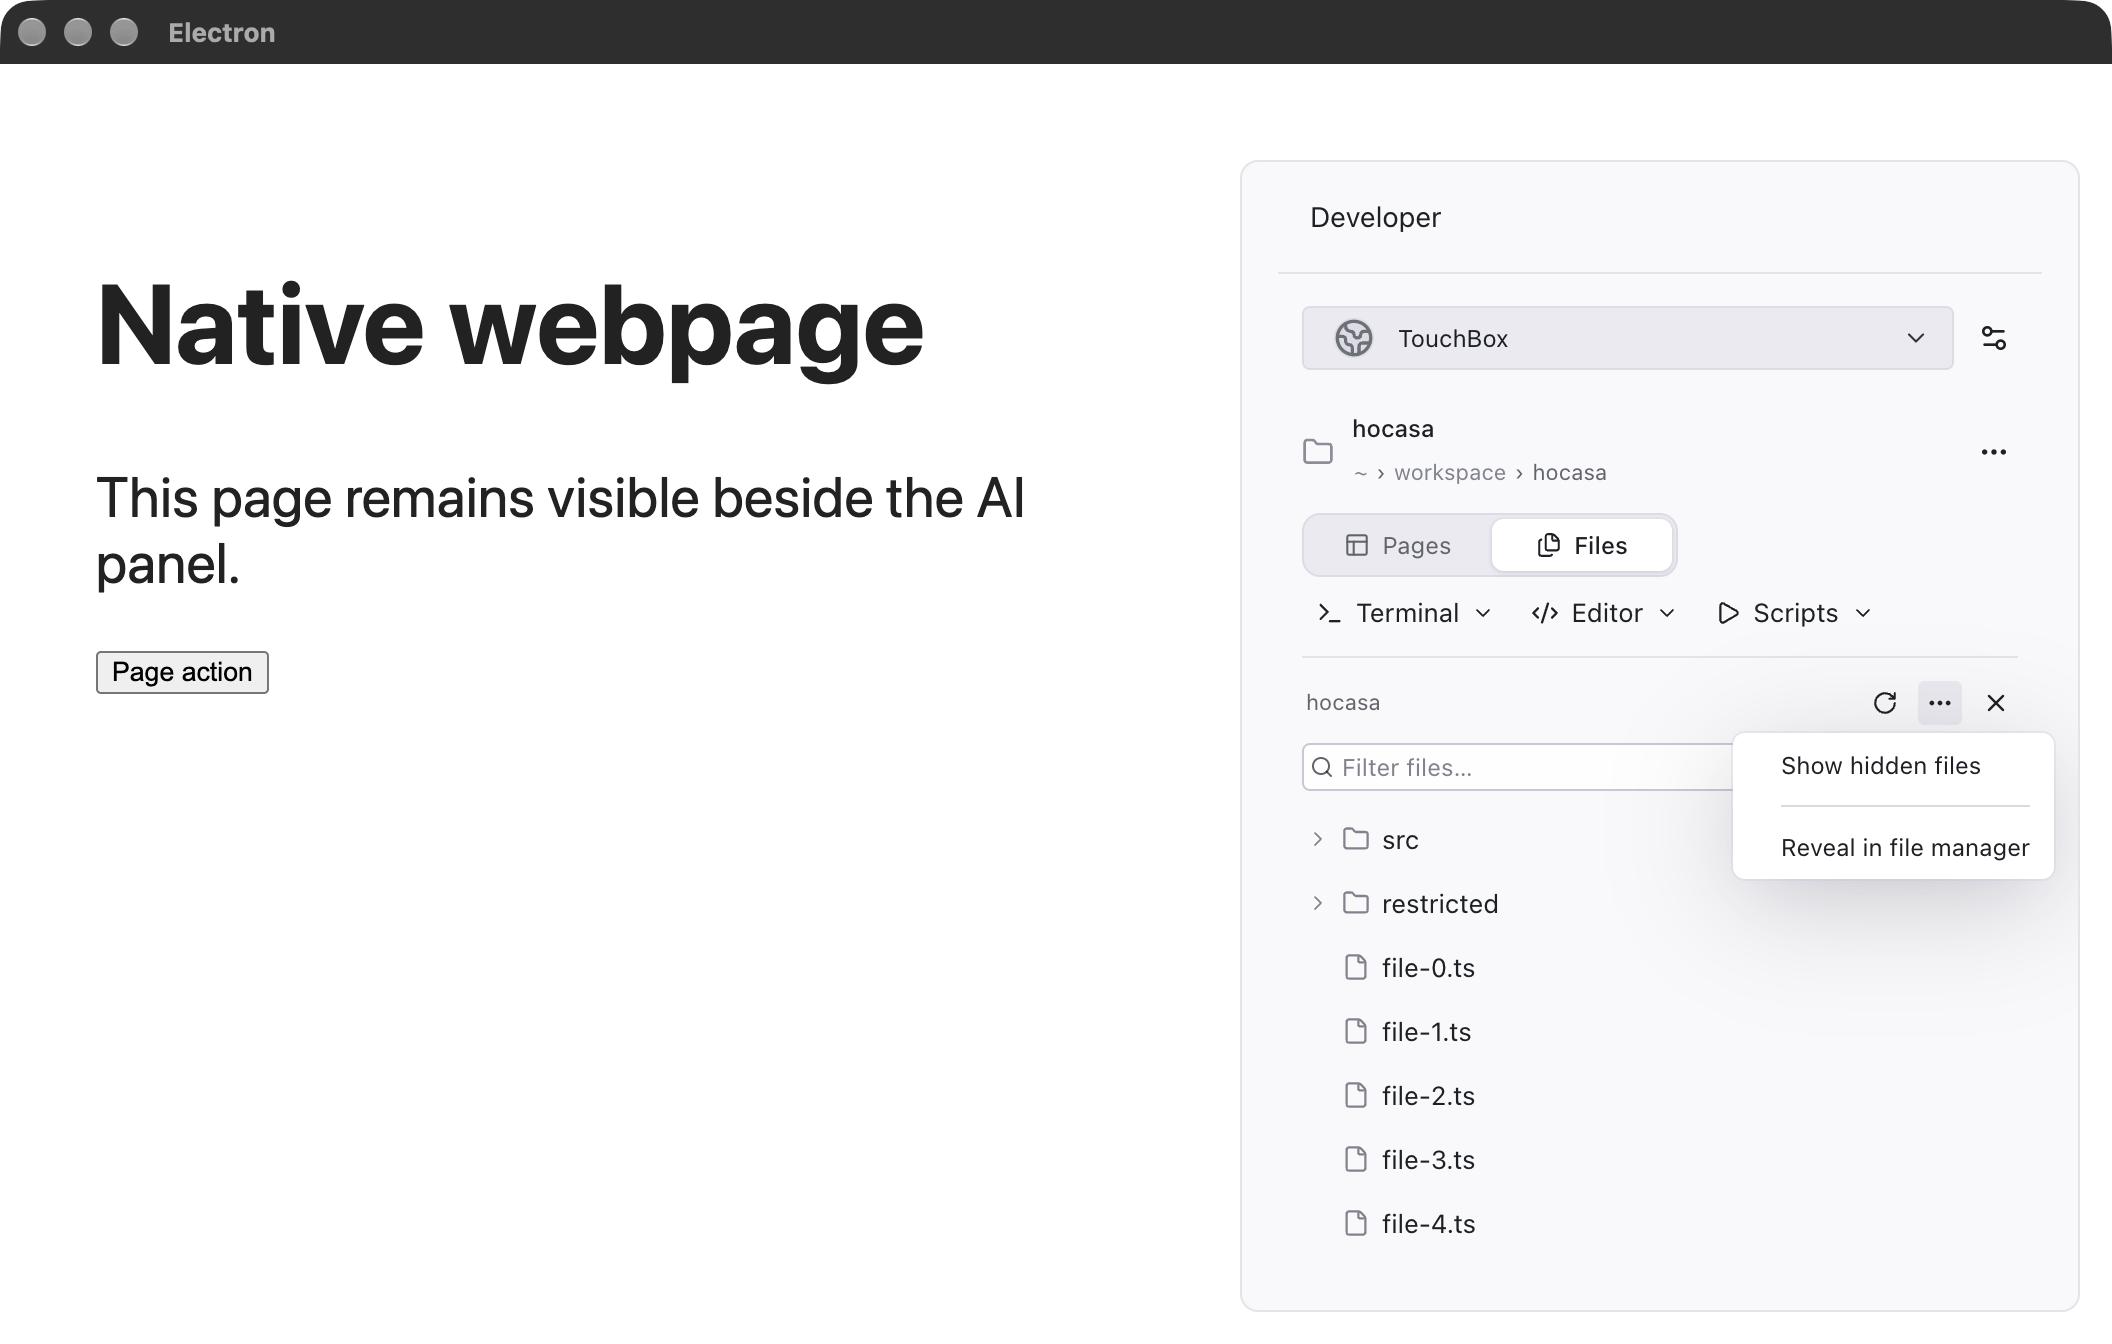 Electron
Native webpage
This page remains visible beside the AI
panel.
Page action
Developer
TouchBox
hocasa
~ › workspace › hocasa
Pages Files
Terminal </> Editor Scripts
hocasa
Filter files...
Show hidden files
Reveal in file manager
src
restricted
file-0.ts
file-1.ts
file-2.ts
file-3.ts
file-4.ts